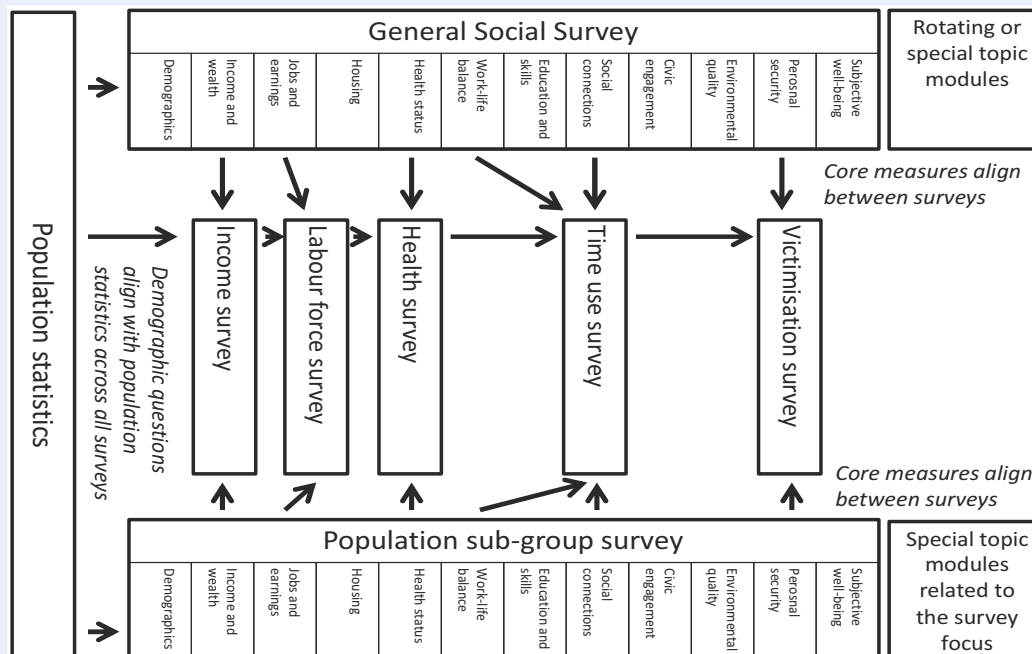 General Social Survey
Rotating or
special topic
modules
Demographics
Income and
wealth
Jobs and
earnings
Housing
Health status
Work-life
balance
Education and
skills
Social
connections
Civic
engagement
Environmental
quality
Perosnal
security
Subjective
well-being
Core measures align
between surveys
Population statistics
Demographic questions
align with population
statistics across all surveys
Income survey
Labour force survey
Health survey
Time use survey
Victimisation survey
Core measures align
between surveys
Population sub-group survey
Special topic
modules
related to
the survey
focus
Demographics
Income and
wealth
Jobs and
earnings
Housing
Health status
Work-life
balance
Education and
skills
Social
connections
Civic
engagement
Environmental
quality
Perosnal
security
Subjective
well-being